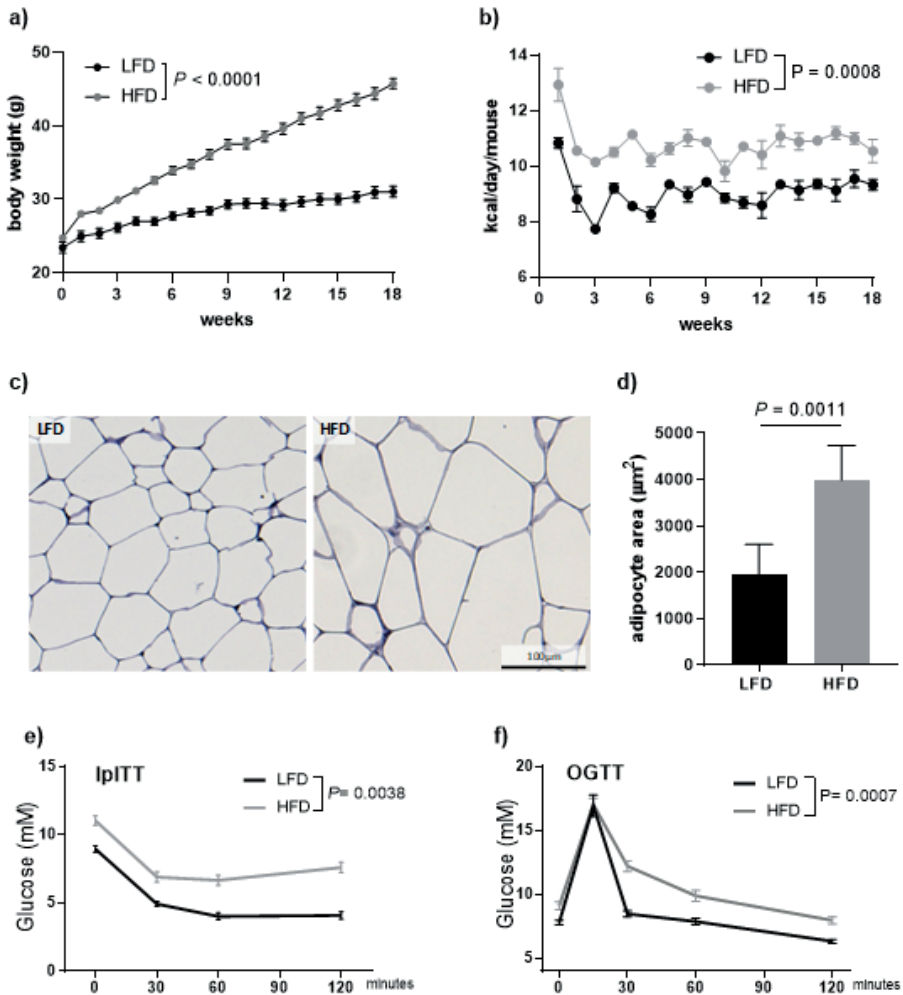 a)
50
40
30
20
body weight (g)
LFD
HFD
P < 0.0001
0 3 6 9 12 15 18
weeks
b)
14
12
10
8
6
kcal/day/mouse
LFD
HFD
P = 0.0008
0 3 6 9 12 15 18
weeks
c)
LFD
HFD
100µm
d)
P = 0.0011
5000
4000
3000
2000
1000
0
adipocyte area (µm²)
LFD HFD
e)
IpITT
15
10
5
0
Glucose (mM)
LFD
HFD
P= 0.0038
0 30 60 90 120 minutes
f)
OGTT
20
15
10
5
Glucose (mM)
LFD
HFD
P= 0.0007
0 30 60 90 120 minutes